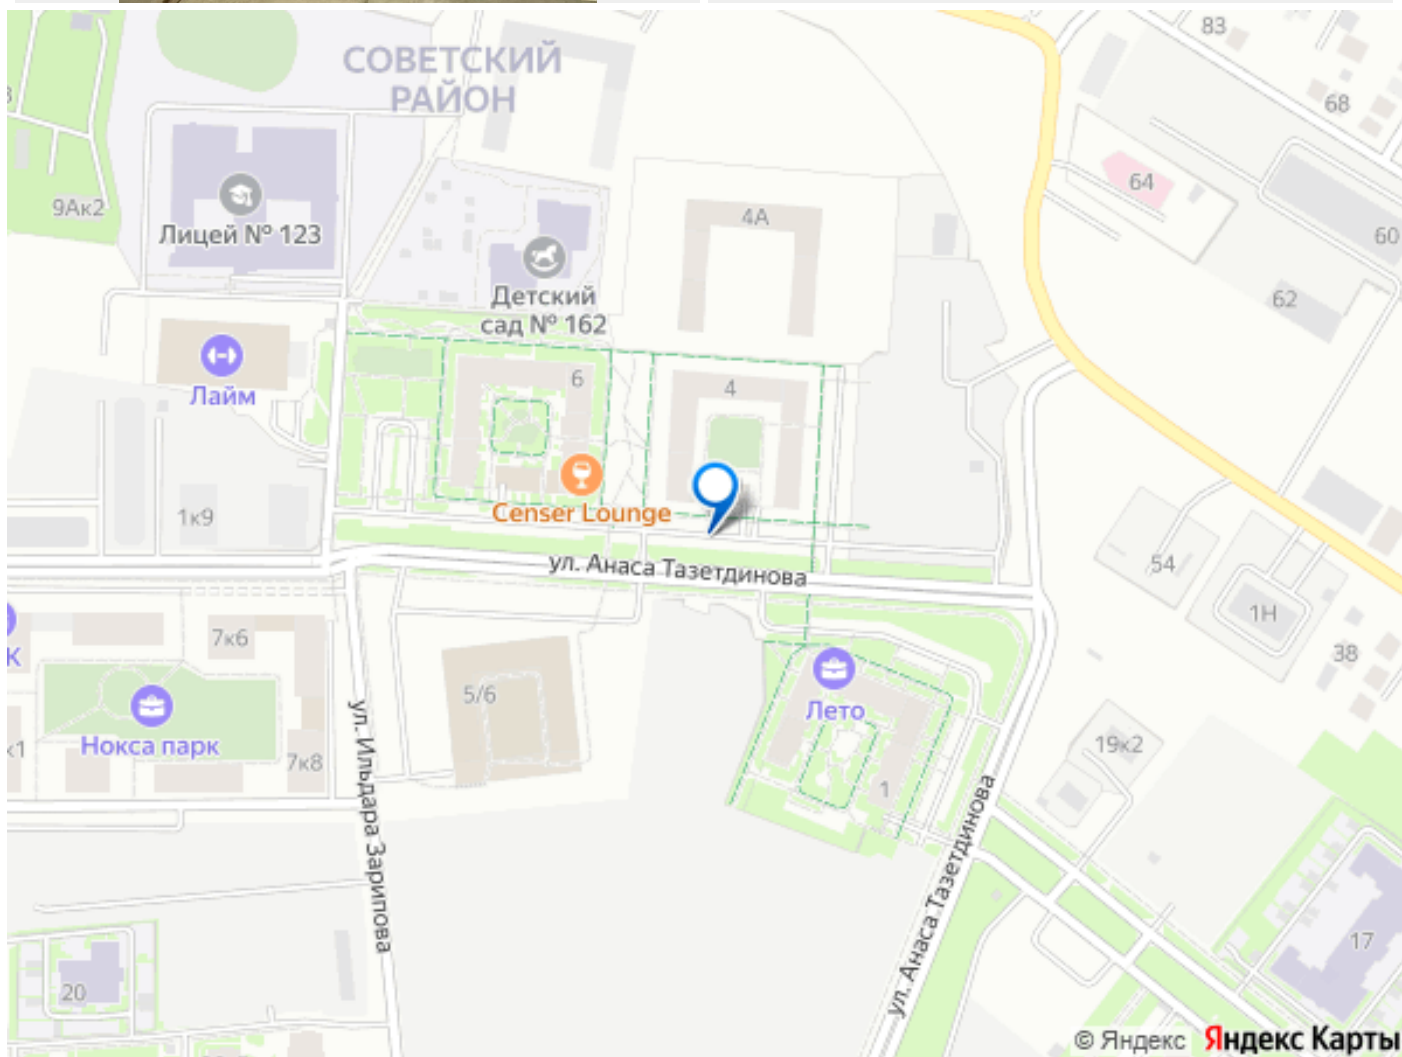 83
СОВЕТСКИЙ
РАЙОН
68
64
9Ак2
4А
Лицей № 123
60
Детский
сад № 162
62
6
4
Лайм
1к9
Censer Lounge
ул. Анаса Тазетдинова
54
1Н
7к6
38
К
5/6
Лето
Нокса парк
к1
7к8
19к2
1
ул. Ильдара Зарипова
ул. Анаса Тазетдинова
17
20
© Яндекс Яндекс Карты